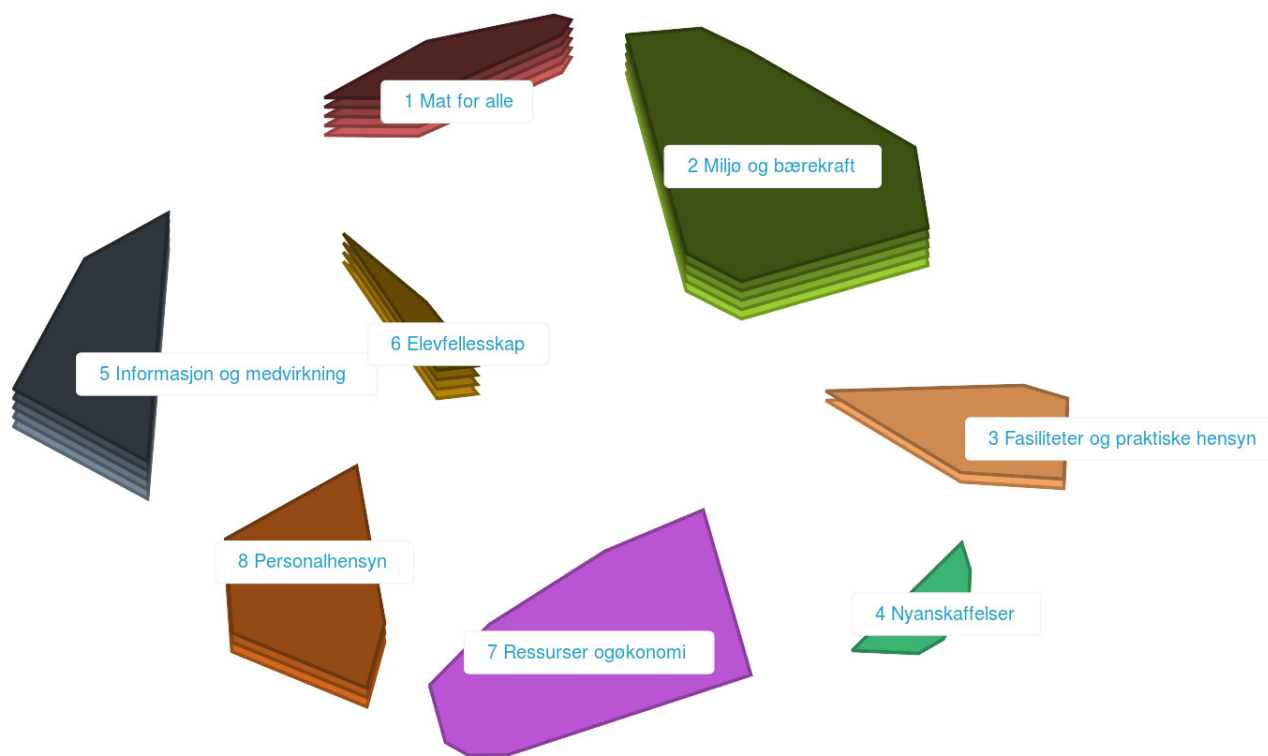 1 Mat for alle
2 Miljø og bærekraft
6 Elevfellesskap
5 Informasjon og medvirkning
3 Fasiliteter og praktiske hensyn
8 Personalhensyn
4 Nyanskaffelser
7 Ressurser ogøkonomi